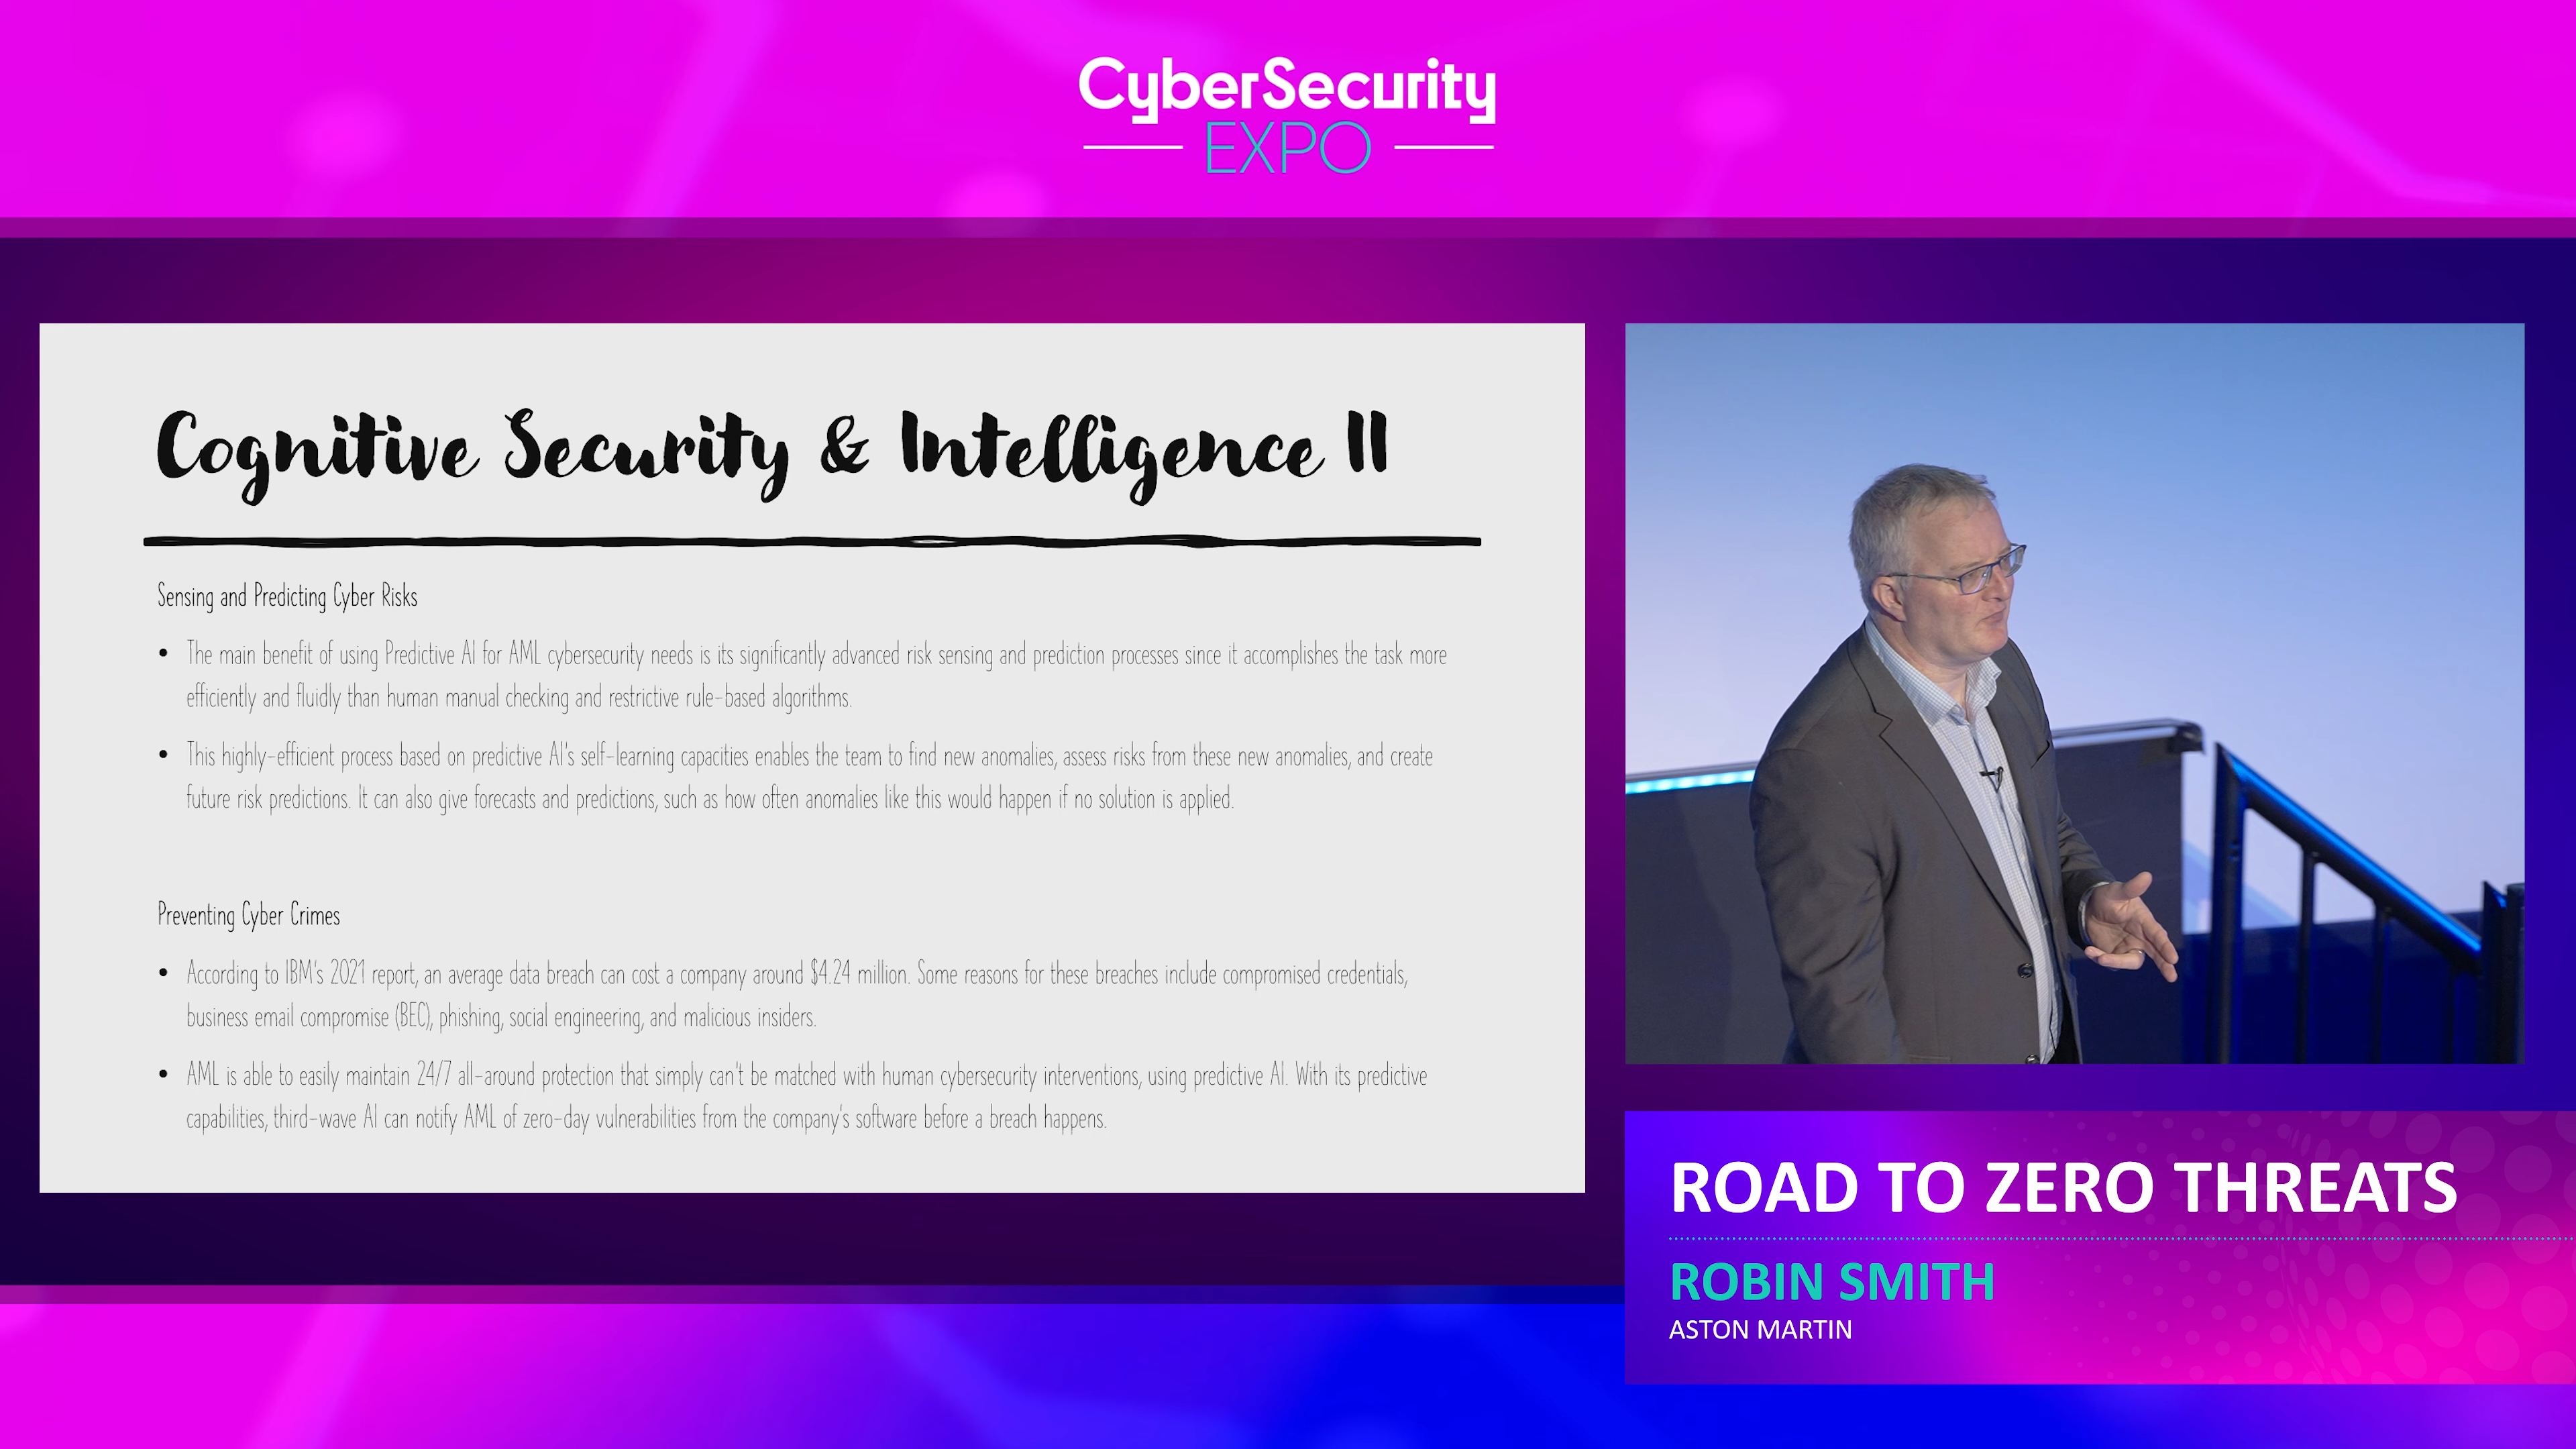 CyberSecurity
EXPO
Cognitive Security & Intelligence II
Sensing and Predicting Cyber Risks
• The main benefit of using Predictive AI for AML cybersecurity needs is its significantly advanced risk sensing and prediction processes since it accomplishes the task more
efficiently and fluidly than human manual checking and restrictive rule-based algorithms.
• This highly-efficient process based on predictive AI's self-learning capacities enables the team to find new anomalies, assess risks from these new anomalies, and create
future risk predictions. It can also give forecasts and predictions, such as how often anomalies like this would happen if no solution is applied.
Preventing Cyber Crimes
• According to IBM's 2021 report, an average data breach can cost a company around $4.24 million. Some reasons for these breaches include compromised credentials,
business email compromise (BEC), phishing, social engineering, and malicious insiders.
• AML is able to easily maintain 24/7 all-around protection that simply can't be matched with human cybersecurity interventions, using predictive AI. With its predictive
capabilities, third-wave AI can notify AML of zero-day vulnerabilities from the company's software before a breach happens.
ROAD TO ZERO THREATS
ROBIN SMITH
ASTON MARTIN